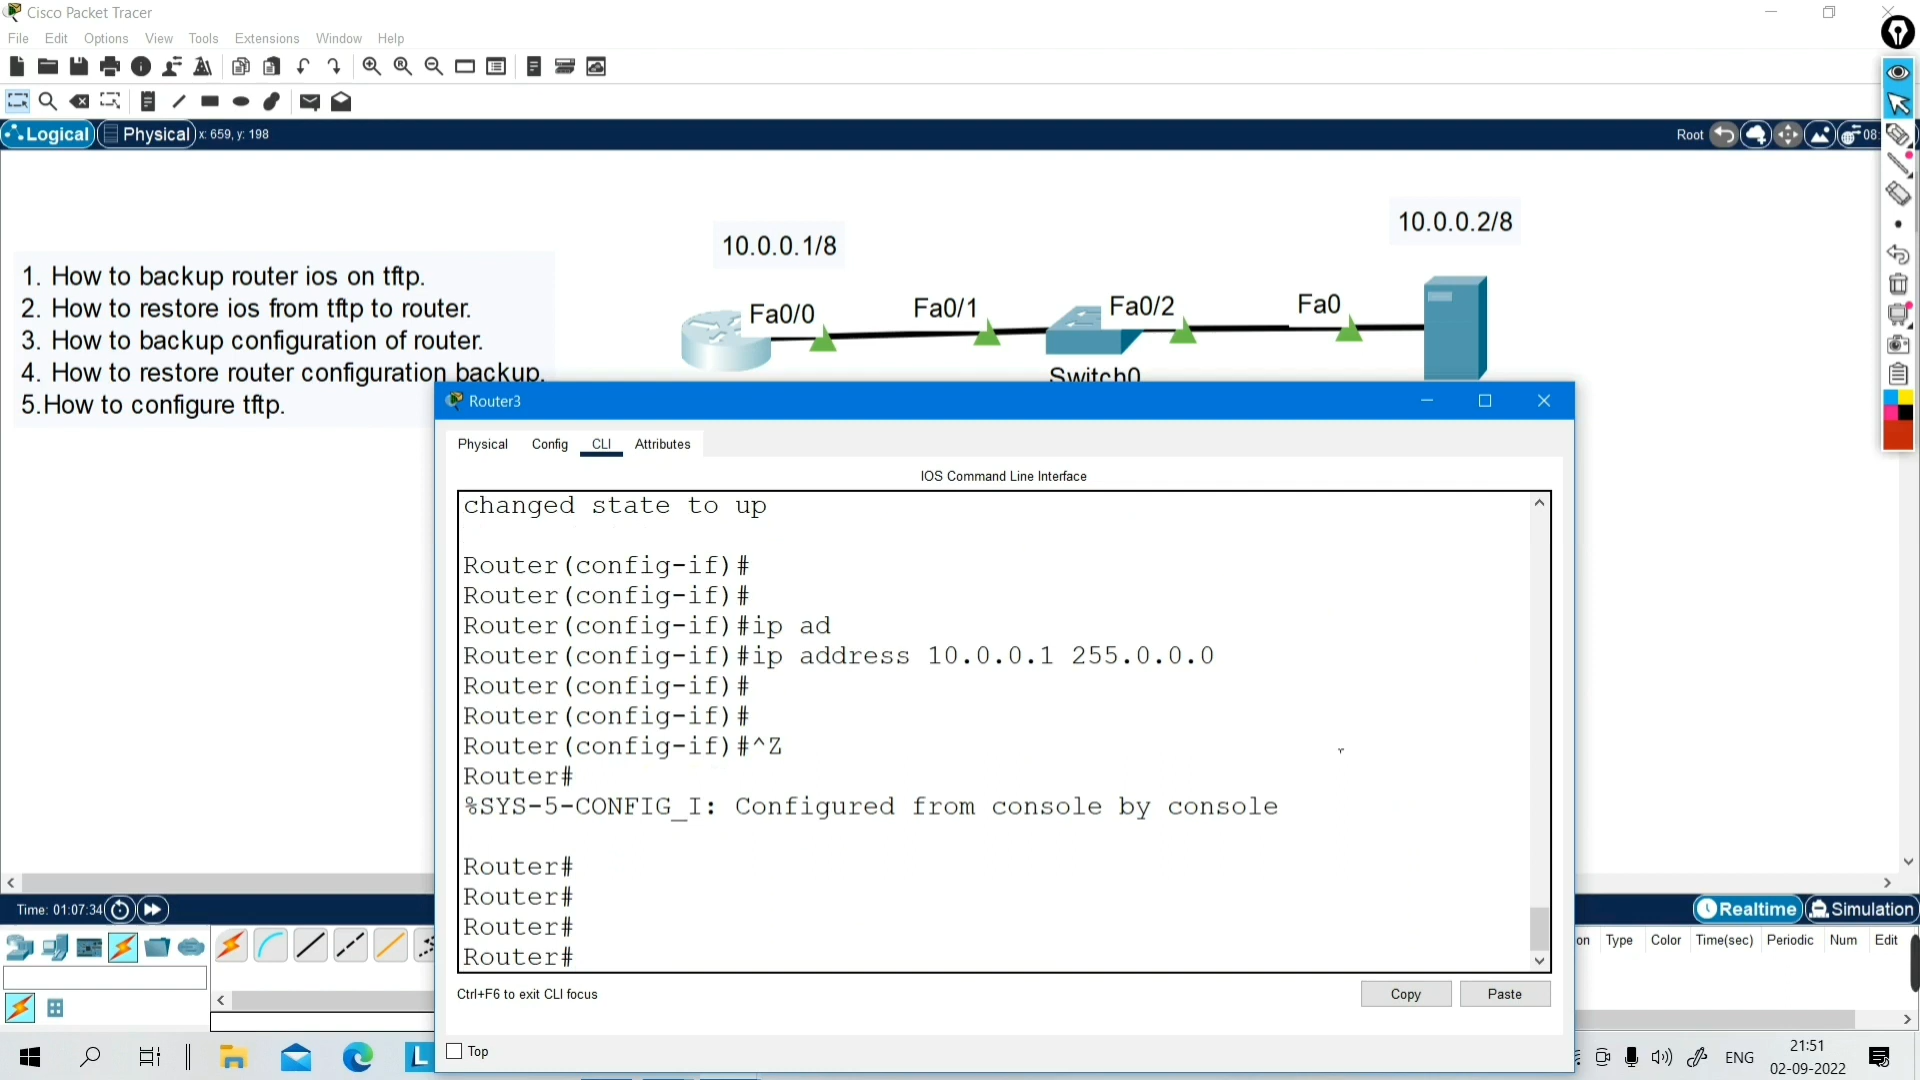 Cisco Packet Tracer
File Edit Options View Tools Extensions Window Help
Logical Physical x: 659, y: 198
Root
08:
10.0.0.1/8
10.0.0.2/8
1. How to backup router ios on tftp.
2. How to restore ios from tftp to router.
3. How to backup configuration of router.
4. How to restore router configuration backup.
5.How to configure tftp.
Fa0/0
Fa0/1
Fa0/2
Fa0
Switch0
Router3
Physical Config CLI Attributes
IOS Command Line Interface
changed state to up
Router(config-if)#
Router(config-if)#
Router(config-if)#ip ad
Router(config-if)#ip address 10.0.0.1 255.0.0.0
Router(config-if)#
Router(config-if)#
Router(config-if)#^Z
Router#
%SYS-5-CONFIG_I: Configured from console by console
Router#
Router#
Router#
Router#
Ctrl+F6 to exit CLI focus
Copy Paste
Top
Time: 01:07:34
Realtime Simulation
on Type Color Time(sec) Periodic Num Edit
L
ENG
21:51
02-09-2022